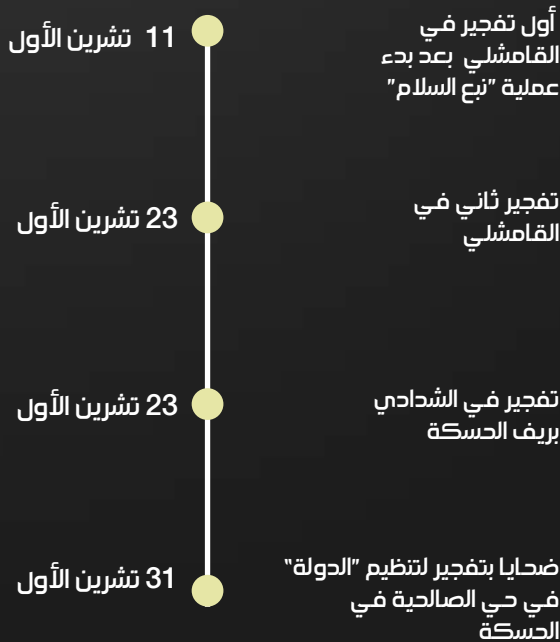 أول تفجير في
القامشلي بعد بدء
عملية "نبع السلام"
11 تشرين الأول
تفجير ثاني في
القامشلي
23 تشرين الأول
تفجير في الشدادي
بريف الحسكة
23 تشرين الأول
ضحايا بتفجير لتنظيم "الدولة"
في حي الصالحية في
الحسكة
31 تشرين الأول